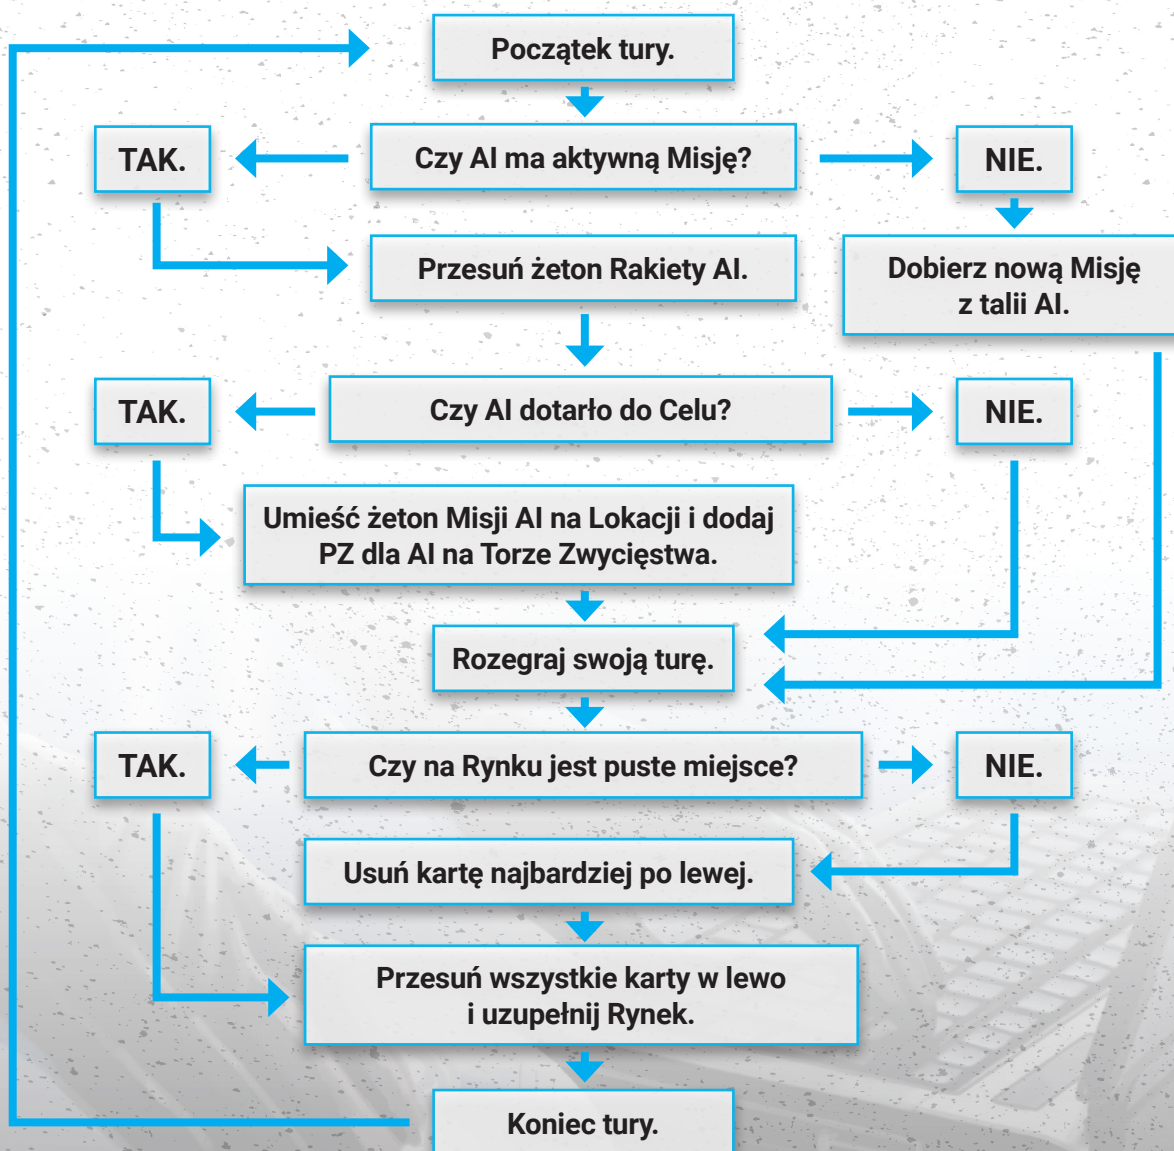 Początek tury.
TAK.
Czy AI ma aktywną Misję?
NIE.
Przesuń żeton Rakiety AI.
Dobierz nową Misję
z talii AI.
TAK.
Czy AI dotarło do Celu?
NIE.
Umieść żeton Misji AI na Lokacji i dodaj
PZ dla AI na Torze Zwycięstwa.
Rozegraj swoją turę.
TAK.
Czy na Rynku jest puste miejsce?
NIE.
Usuń kartę najbardziej po lewej.
Przesuń wszystkie karty w lewo
i uzupełnij Rynek.
Koniec tury.